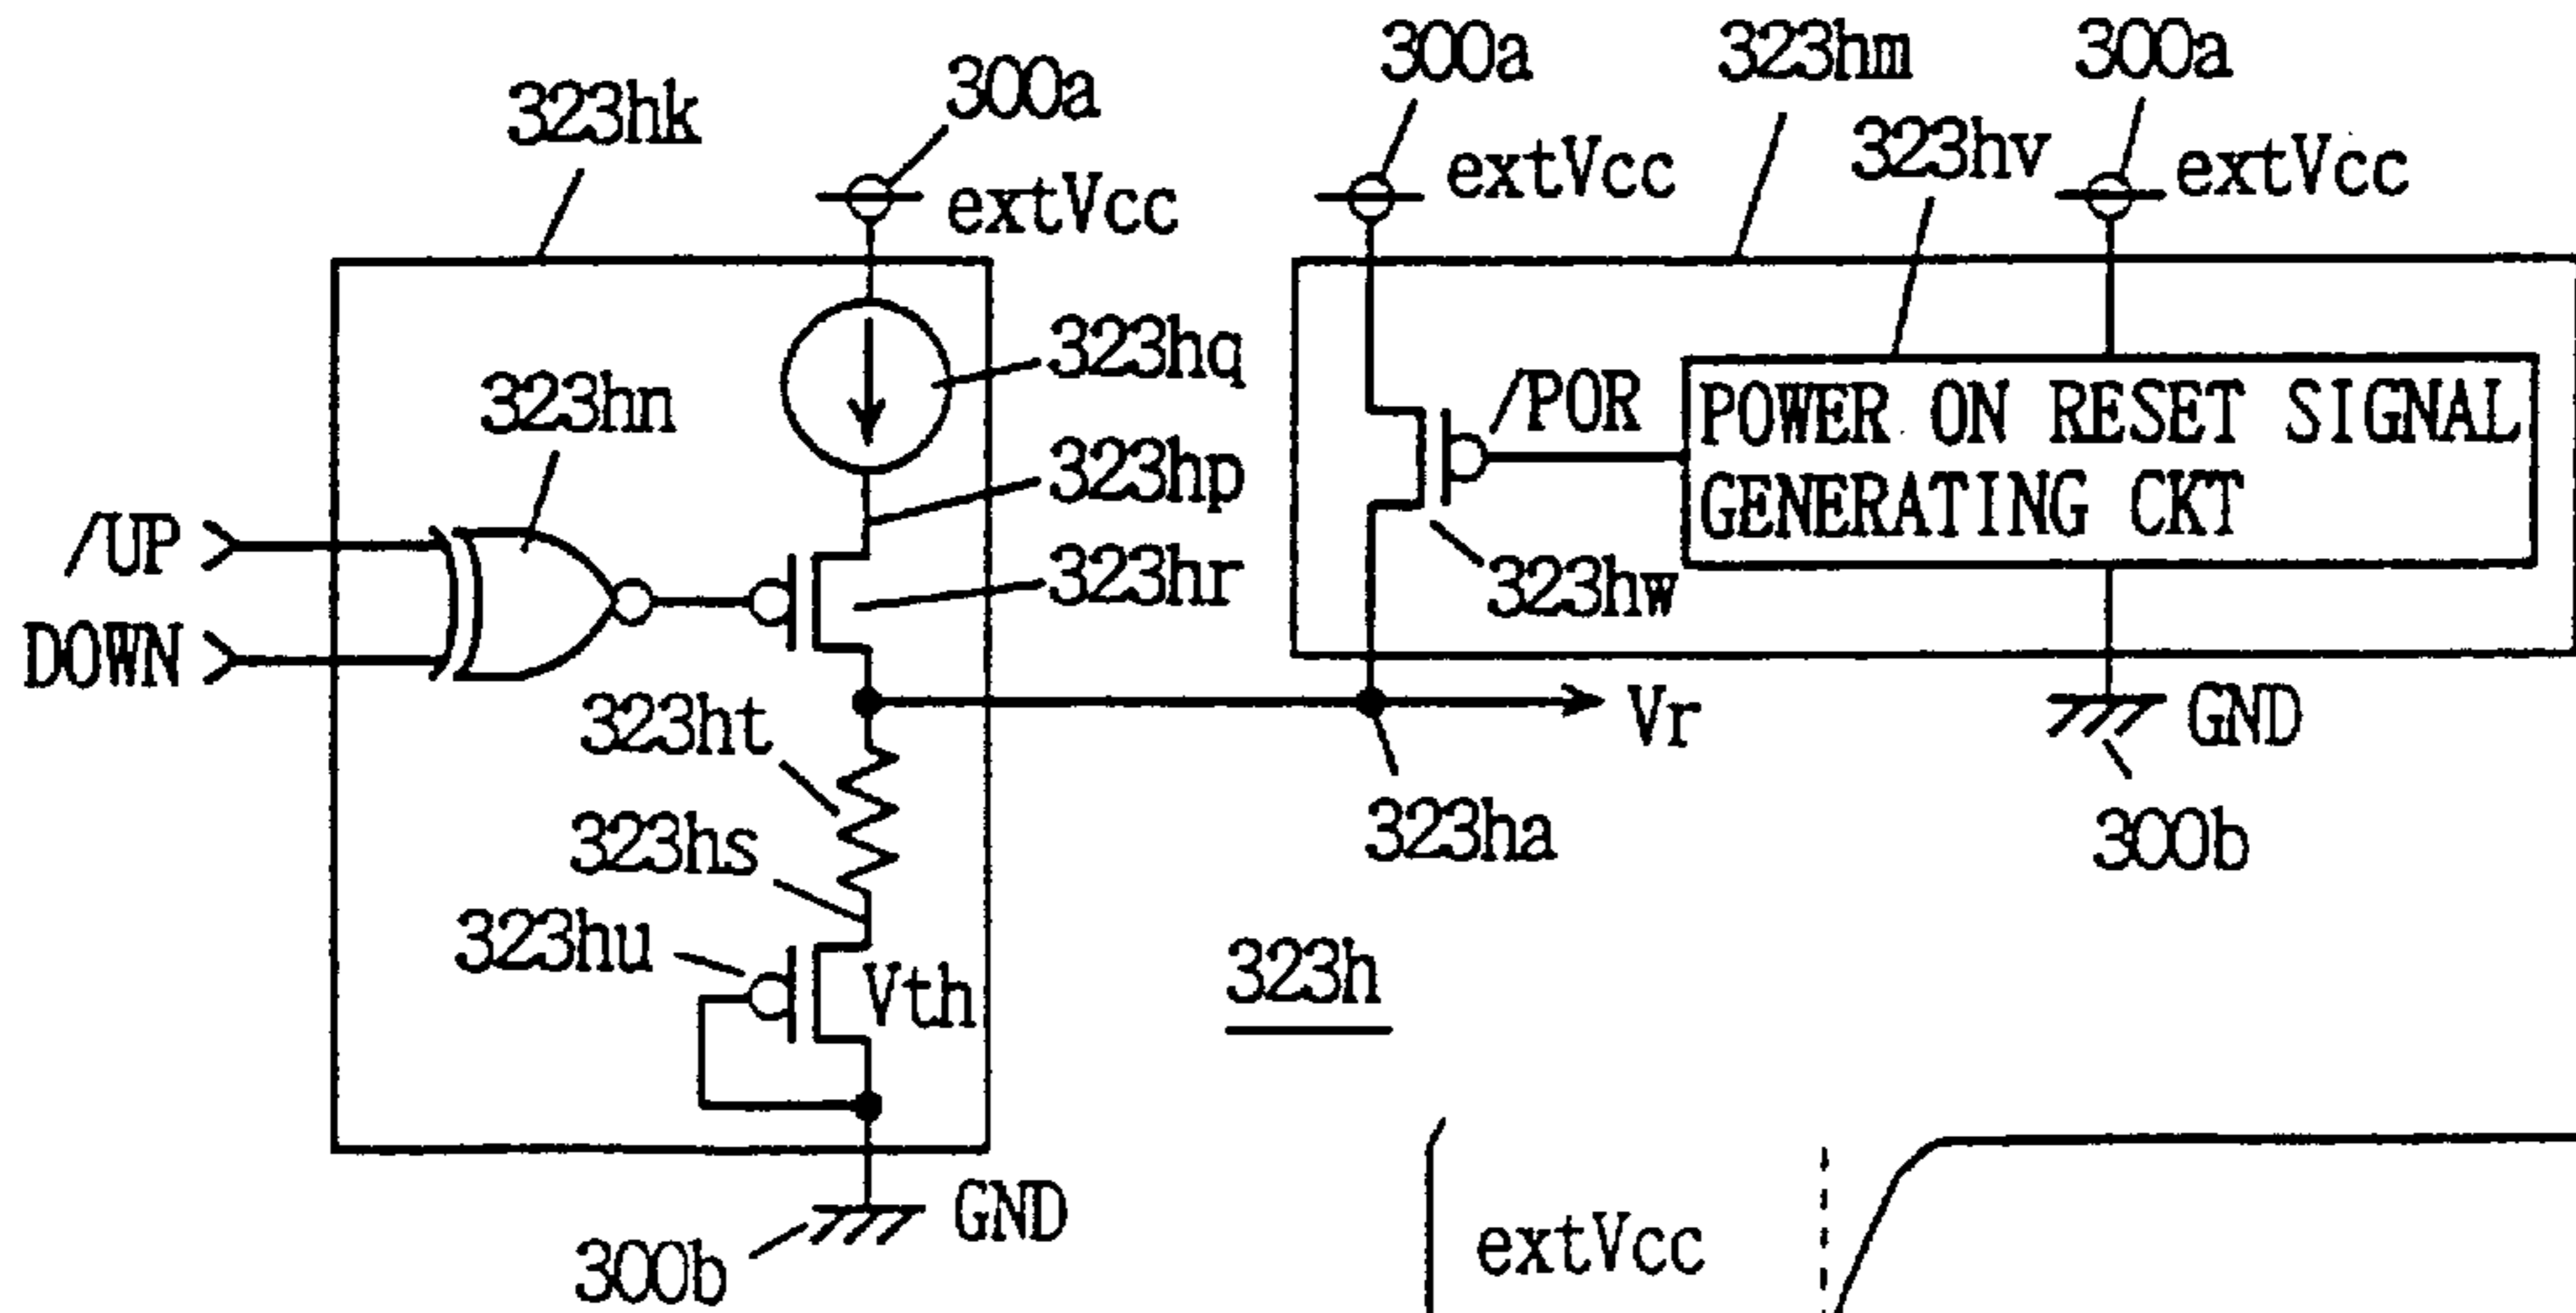 323hk
300a
extVcc
300a
extVcc
323hm
323hv
300a
extVcc
323hq
323hn
323hp
323hr
/UP
DOWN
/POR
POWER ON RESET SIGNAL
GENERATING CKT
323hw
323ht
323hs
323hu
Vth
Vr
323ha
GND
300b
323h
GND
300b
extVcc